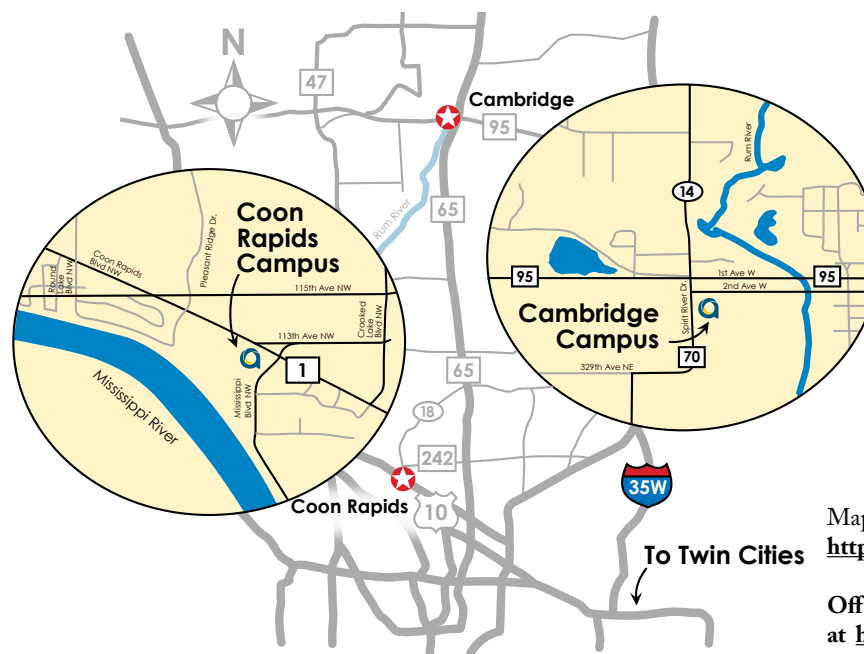 N
47
Cambridge
95
Rum River
65
65
18
242
Coon Rapids
10
35W
To Twin Cities
Coon
Rapids
Campus
Pleasant Ridge Dr.
Coon Rapids
Blvd NW
Round
Lake
Blvd NW
115th Ave NW
Crooked
Lake
Blvd NW
113th Ave NW
1
Mississippi
Blvd NW
Mississippi River
Rum River
14
95
1st Ave W
95
2nd Ave W
Cambridge
Campus
Spirit River Dr.
70
329th Ave NE
Map
http
Off
at h